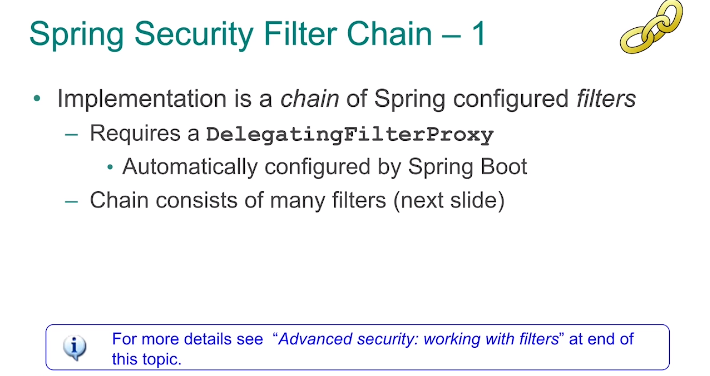 Spring Security Filter Chain – 1
• Implementation is a chain of Spring configured filters
– Requires a DelegatingFilterProxy
• Automatically configured by Spring Boot
– Chain consists of many filters (next slide)
For more details see “Advanced security: working with filters” at end of
this topic.